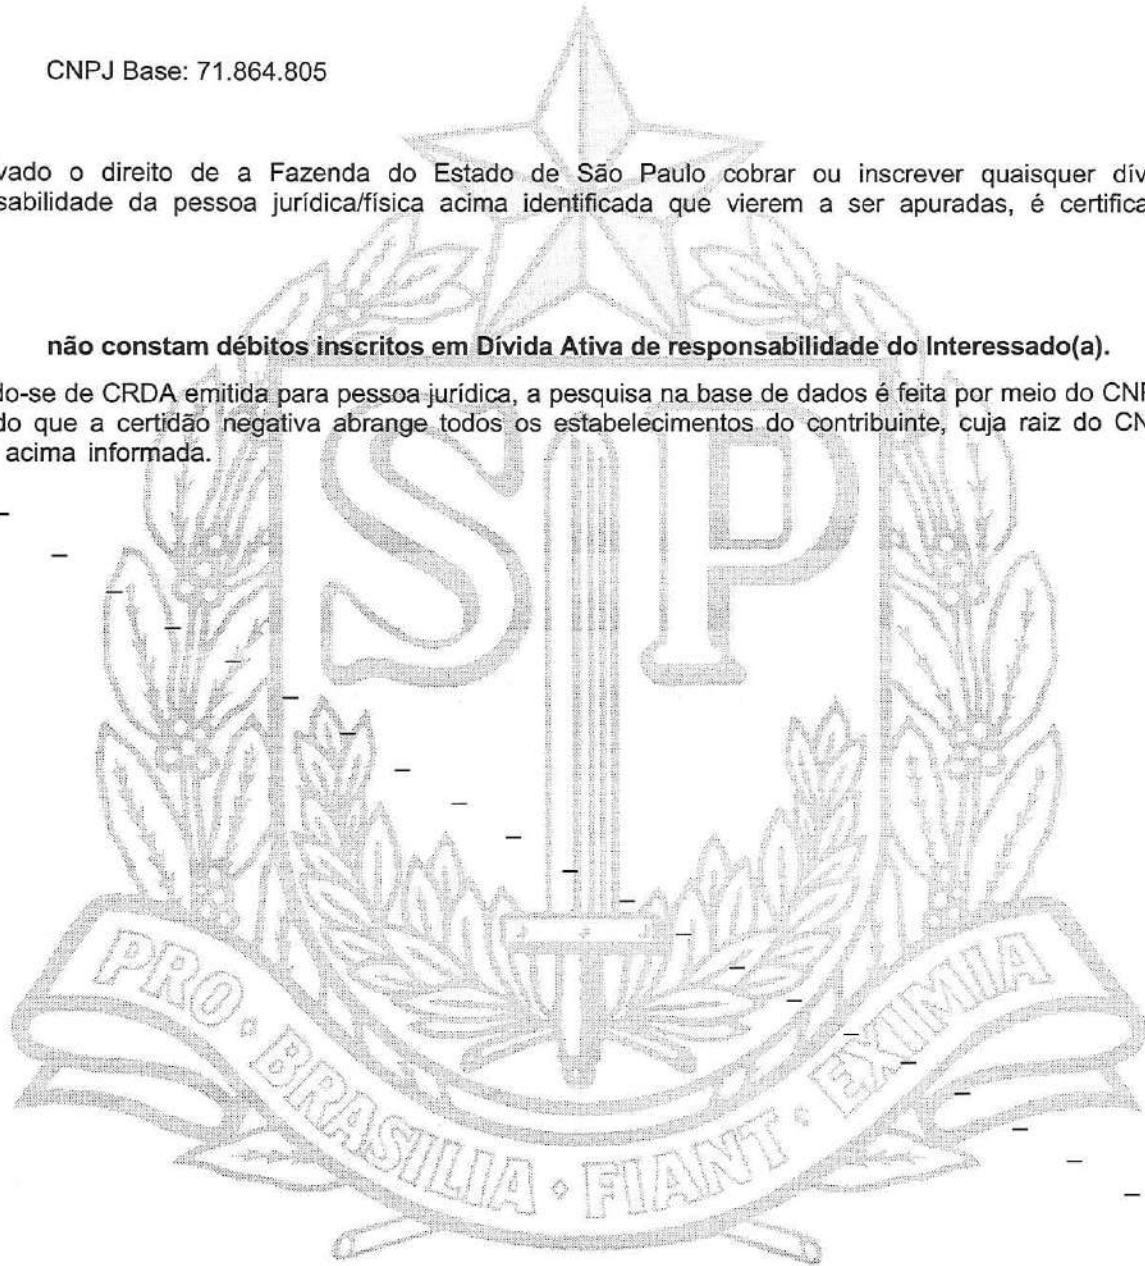 CNPJ Base: 71.864.805
vado o direito de a Fazenda do Estado de São Paulo cobrar ou inscrever quaisquer dív
sabilidade da pessoa jurídica/física acima identificada que vierem a ser apuradas, é certifica
não constam débitos inscritos em Dívida Ativa de responsabilidade do Interessado(a).
do-se de CRDA emitida para pessoa jurídica, a pesquisa na base de dados é feita por meio do CNP
do que a certidão negativa abrange todos os estabelecimentos do contribuinte, cuja raiz do CN
acima informada.
SP
PRO · BRASILIA · FIANT · EXIMIA